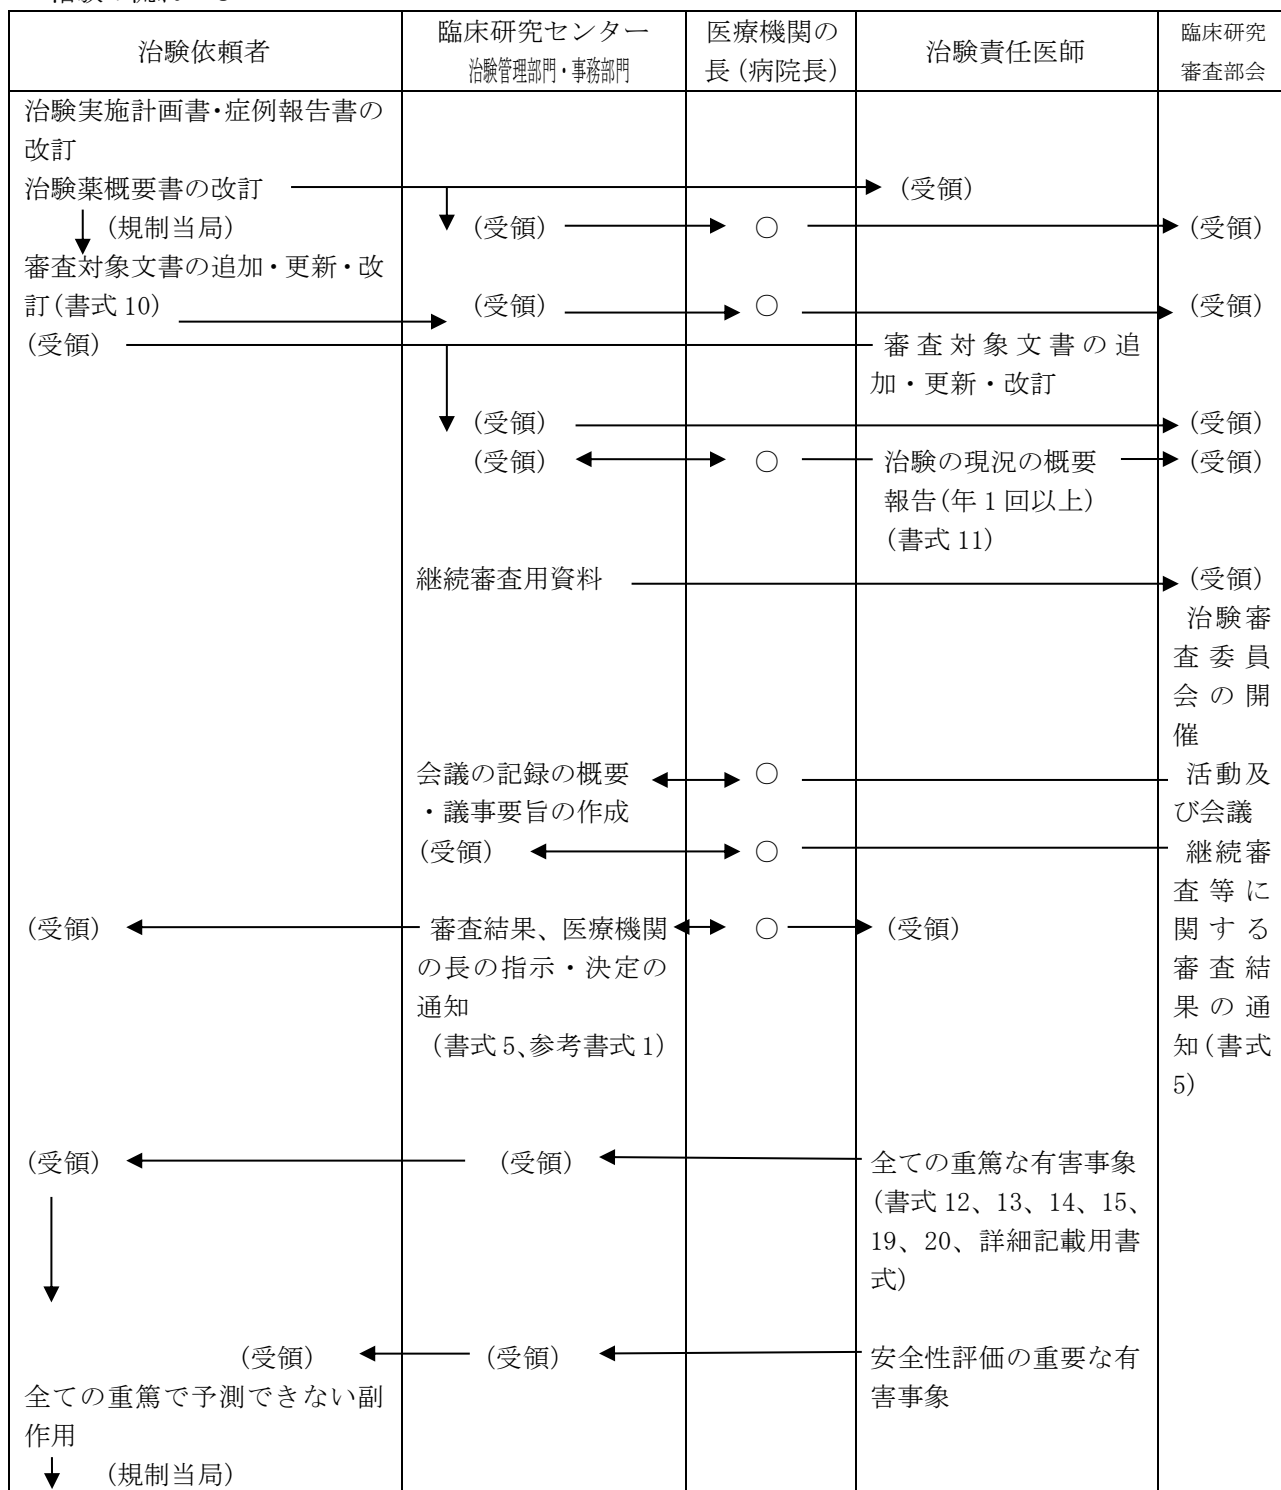 治験依頼者
臨床研究センター
治験管理部門・事務部門
医療機関の
長(病院長)
治験責任医師
臨床研究
審査部会
治験実施計画書・症例報告書の
改訂
治験薬概要書の改訂
(受領)
(規制当局)
(受領)
○
(受領)
審査対象文書の追加・更新・改
訂(書式 10)
(受領)
○
(受領)
(受領)
審査対象文書の追
加・更新・改訂
(受領)
(受領)
(受領)
○
治験の現況の概要
報告(年 1 回以上)
(書式 11)
(受領)
継続審査用資料
(受領)
治験審
査委員
会の開
催
会議の記録の概要
・議事要旨の作成
○
活動及
び会議
(受領)
○
継続審
査等に
関する
審査結
果の通
知(書式
5)
(受領)
審査結果、医療機関
の長の指示・決定の
通知
(書式 5、参考書式 1)
○
(受領)
(受領)
(受領)
全ての重篤な有害事象
(書式 12、13、14、15、
19、20、詳細記載用書
式)
(受領)
(受領)
安全性評価の重要な有
害事象
全ての重篤で予測できない副
作用
(規制当局)